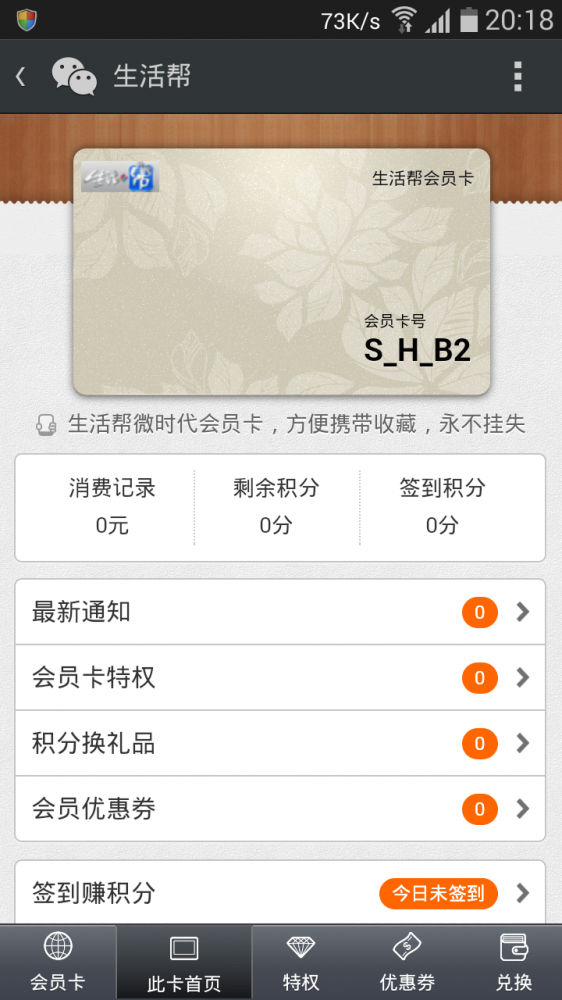 73K/s 20:18
生活帮
生活帮
生活帮会员卡
会员卡号
S_H_B2
生活帮微时代会员卡，方便携带收藏，永不挂失
消费记录 剩余积分 签到积分
0元 0分 0分
最新通知 0
会员卡特权 0
积分换礼品 0
会员优惠券 0
签到赚积分 今日未签到
会员卡 此卡首页 特权 优惠券 兑换